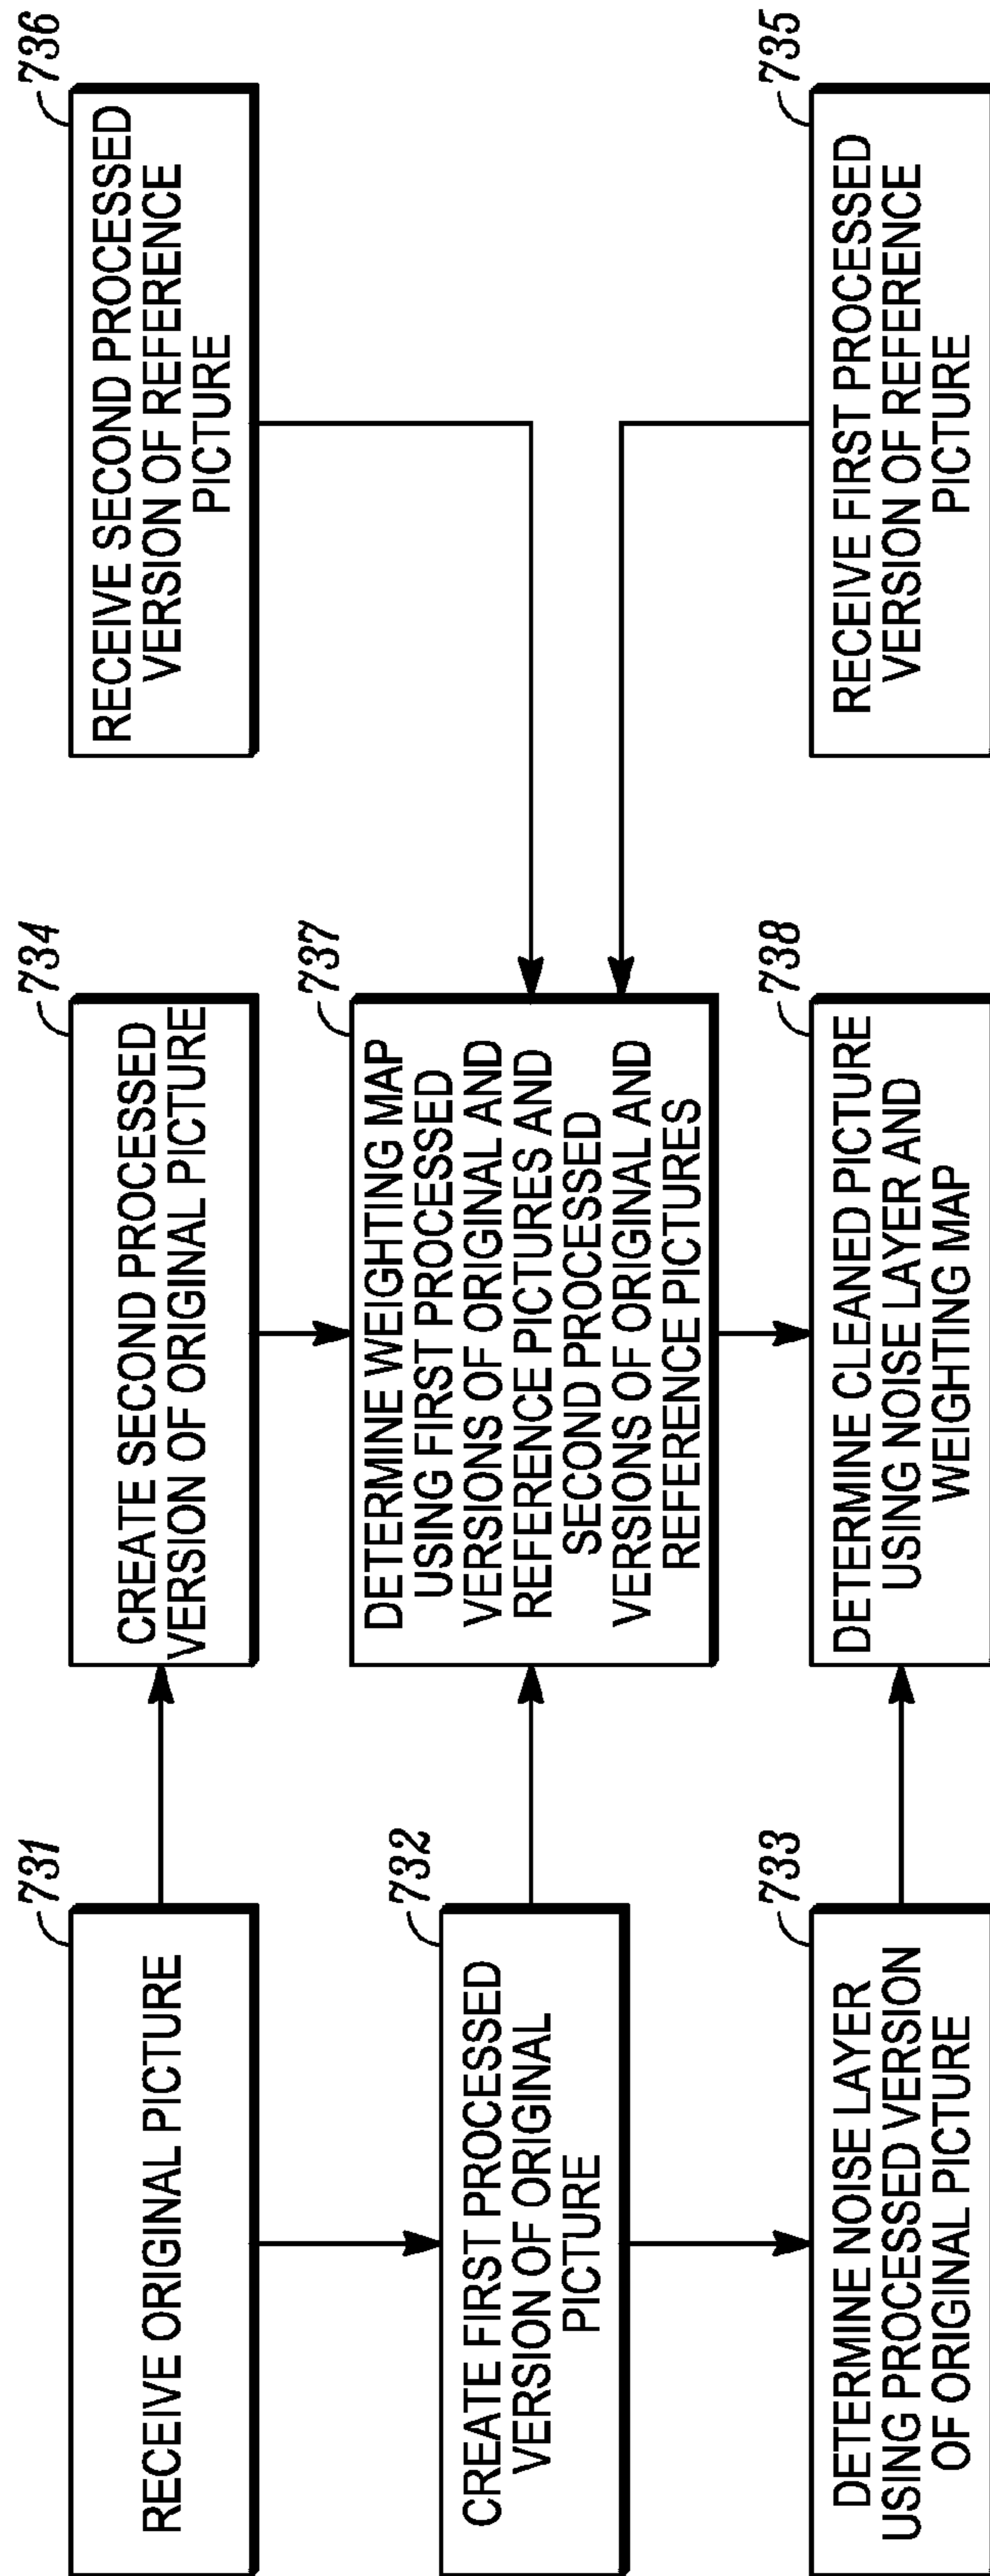 731
RECEIVE ORIGINAL PICTURE
734
CREATE SECOND PROCESSED
VERSION OF ORIGINAL PICTURE
736
RECEIVE SECOND PROCESSED
VERSION OF REFERENCE
PICTURE
732
CREATE FIRST PROCESSED
VERSION OF ORIGINAL
PICTURE
737
DETERMINE WEIGHTING MAP
USING FIRST PROCESSED
VERSIONS OF ORIGINAL AND
REFERENCE PICTURES AND
SECOND PROCESSED
VERSIONS OF ORIGINAL AND
REFERENCE PICTURES
733
DETERMINE NOISE LAYER
USING PROCESSED VERSION
OF ORIGINAL PICTURE
738
DETERMINE CLEANED PICTURE
USING NOISE LAYER AND
WEIGHTING MAP
735
RECEIVE FIRST PROCESSED
VERSION OF REFERENCE
PICTURE